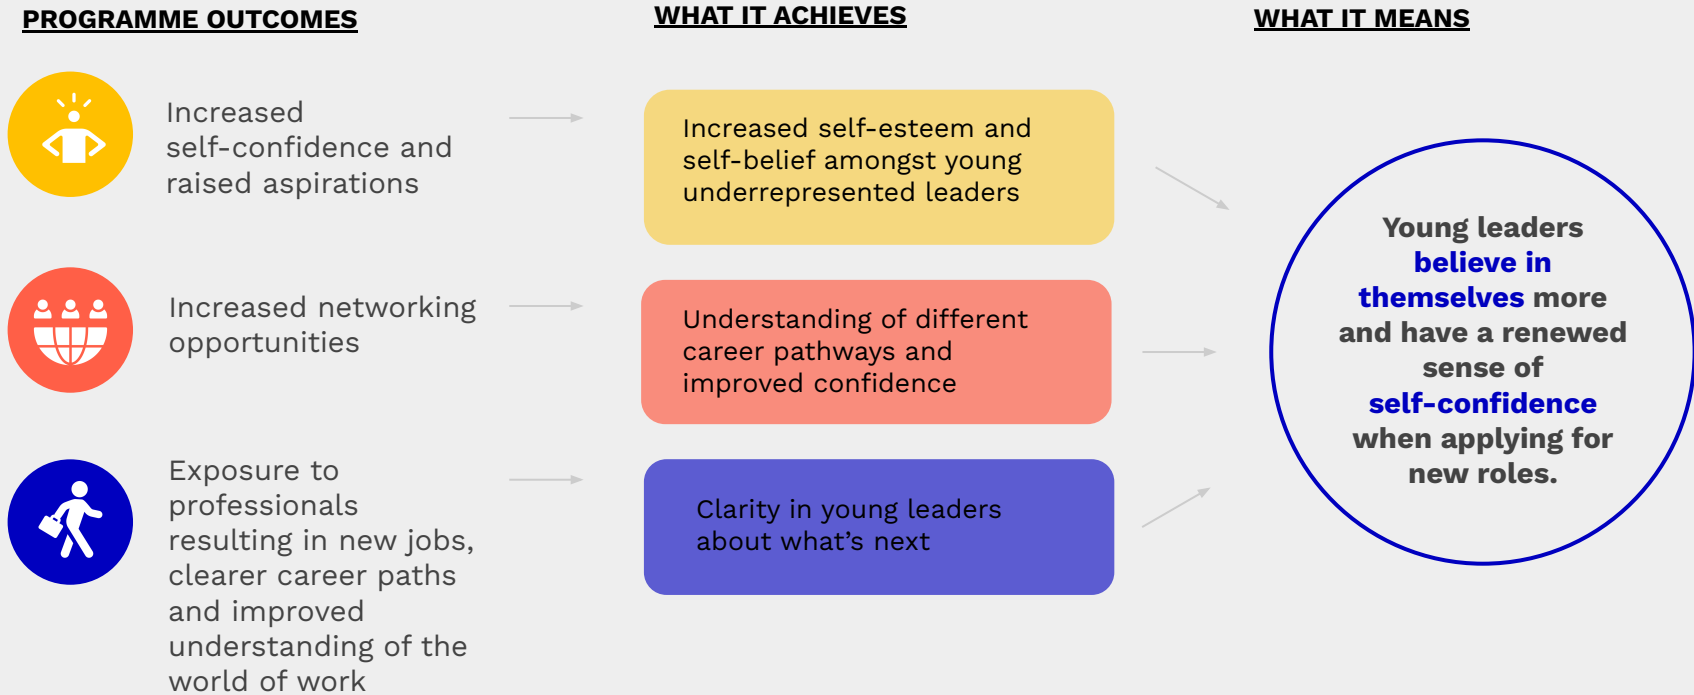 PROGRAMME OUTCOMES
WHAT IT ACHIEVES
WHAT IT MEANS
Increased
self-confidence and
raised aspirations
Increased self-esteem and
self-belief amongst young
underrepresented leaders
Increased networking
opportunities
Understanding of different
career pathways and
improved confidence
Exposure to
professionals
resulting in new jobs,
clearer career paths
and improved
understanding of the
world of work
Clarity in young leaders
about what's next
Young leaders
believe in
themselves more
and have a renewed
sense of
self-confidence
when applying for
new roles.